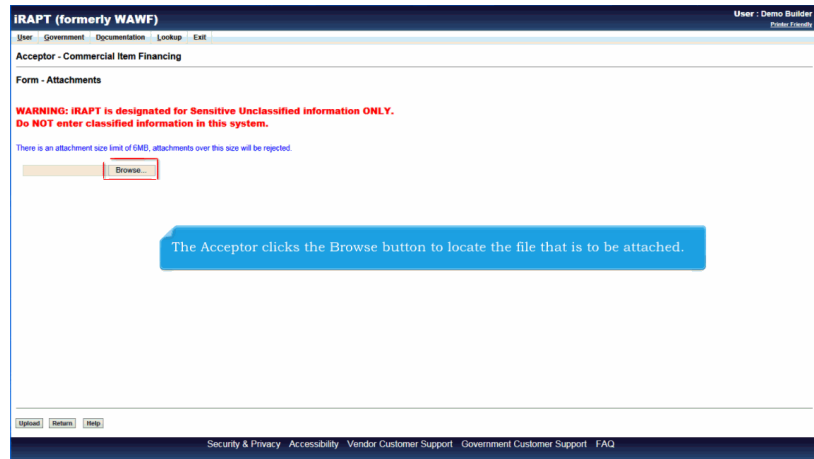 iRAPT (formerly WAWF)
User : Demo Builder
Printer Friendly
User Government Documentation Lookup Exit
Acceptor - Commercial Item Financing
Form - Attachments
WARNING: iRAPT is designated for Sensitive Unclassified information ONLY.
Do NOT enter classified information in this system.
There is an attachment size limit of 6MB, attachments over this size will be rejected.
Browse...
The Acceptor clicks the Browse button to locate the file that is to be attached.
Upload Return Help
Security & Privacy Accessibility Vendor Customer Support Government Customer Support FAQ